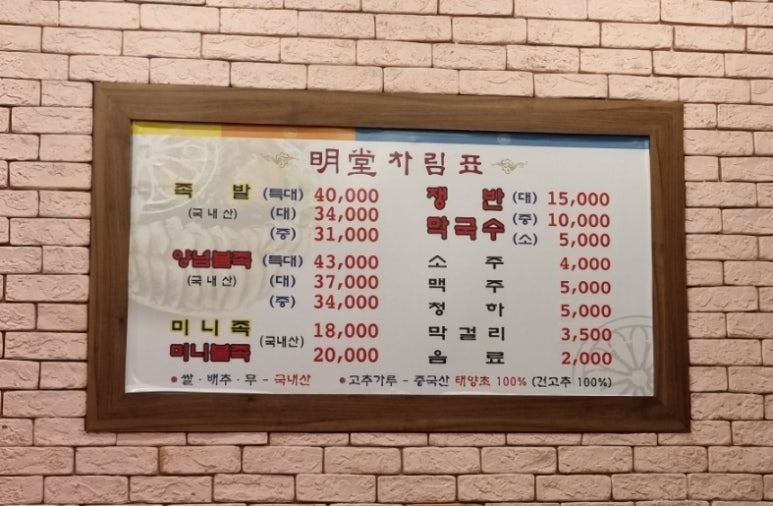 明堂 차림표
족 발 (특대) 40,000
(국내산) (대) 34,000
(중) 31,000
양념불족 (특대) 43,000
(국내산) (대) 37,000
(중) 34,000
미니족 (국내산) 18,000
미니불족 20,000
쟁 반 (대) 15,000
막국수 (중) 10,000
(소) 5,000
소 주 4,000
맥 주 5,000
청 하 5,000
막걸리 3,500
음 료 2,000
• 쌀 · 배추 · 무 - 국내산 • 고추가루 - 중국산 태양초 100% (건고추 100%)